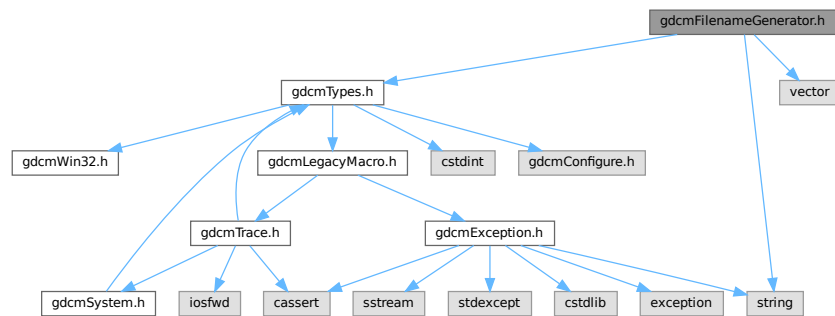 gdcmFilenameGenerator.h
gdcmTypes.h
vector
gdcmWin32.h
gdcmLegacyMacro.h
cstdint
gdcmConfigure.h
gdcmTrace.h
gdcmException.h
gdcmSystem.h
iosfwd
cassert
sstream
stdexcept
cstdlib
exception
string